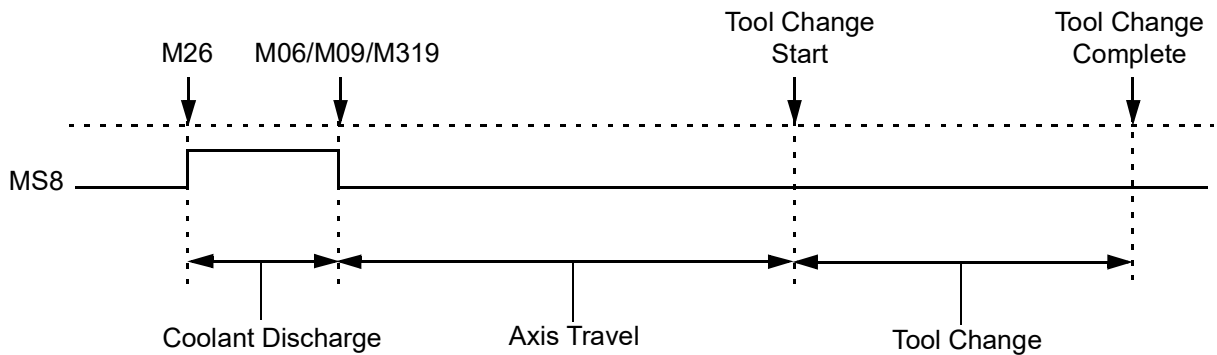 Tool Change
Start
Tool Change
Complete
M26
M06/M09/M319
MS8
Coolant Discharge
Axis Travel
Tool Change